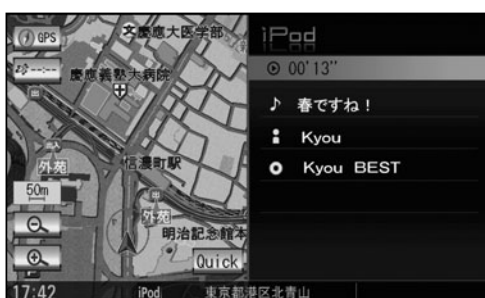 GPS
文慶應大医学部
--:--
慶應義塾大病院
外苑
信濃町駅
50m
外苑
明治記念館本
Quick
iPod
00'13''
春ですね！
Kyou
Kyou BEST
17:42
iPod
東京都港区北青山